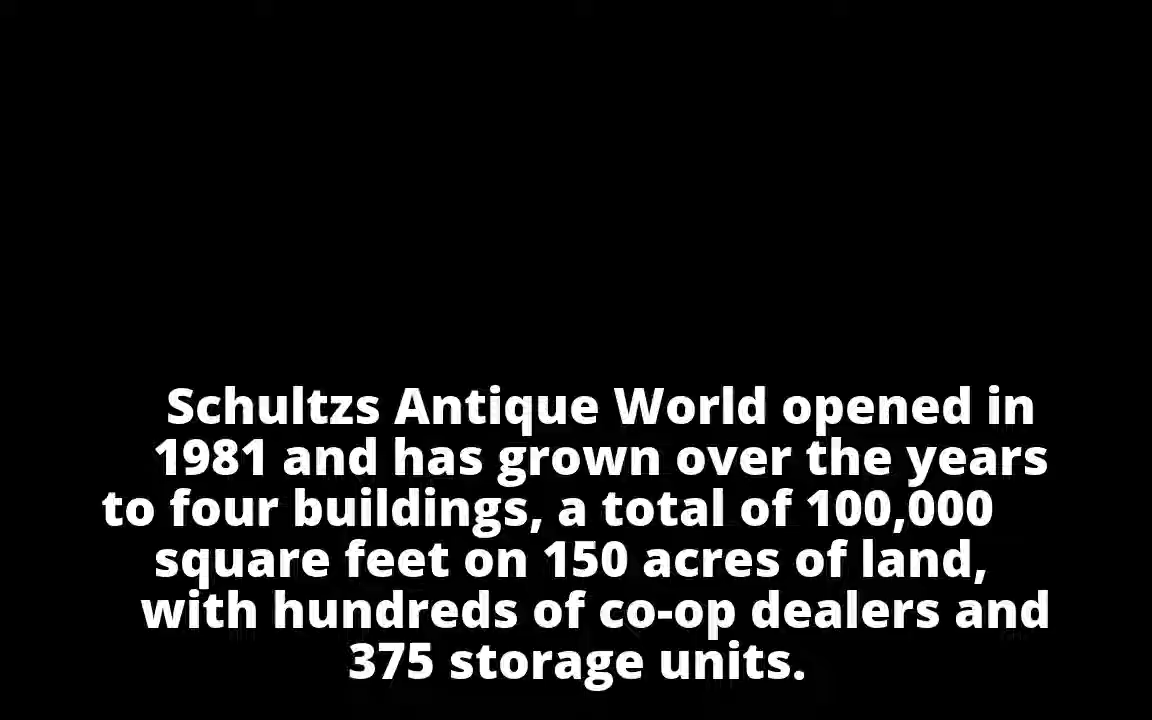 Schultzs Antique World opened in
1981 and has grown over the years
to four buildings, a total of 100,000
square feet on 150 acres of land,
with hundreds of co-op dealers and
375 storage units.